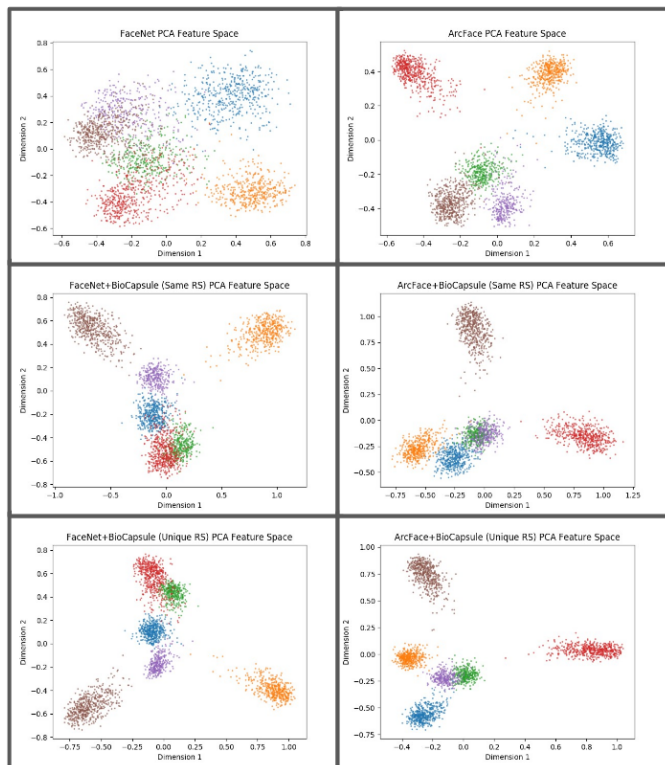 FaceNet PCA Feature Space
0.8
0.6
0.4
0.2
0.0
−0.2
−0.4
−0.6
Dimension 2
−0.6 −0.4 −0.2 0.0 0.2 0.4 0.6 0.8
Dimension 1
ArcFace PCA Feature Space
0.4
0.2
0.0
−0.2
−0.4
Dimension 2
−0.6 −0.4 −0.2 0.0 0.2 0.4 0.6
Dimension 1
FaceNet+BioCapsule (Same RS) PCA Feature Space
0.8
0.6
0.4
0.2
0.0
−0.2
−0.4
−0.6
−0.8
Dimension 2
−1.0 −0.5 0.0 0.5 1.0
Dimension 1
ArcFace+BioCapsule (Same RS) PCA Feature Space
1.00
0.75
0.50
0.25
0.00
−0.25
−0.50
Dimension 2
−0.75 −0.50 −0.25 0.00 0.25 0.50 0.75 1.00 1.25
Dimension 1
FaceNet+BioCapsule (Unique RS) PCA Feature Space
0.8
0.6
0.4
0.2
0.0
−0.2
−0.4
−0.6
−0.8
Dimension 2
−0.75 −0.50 −0.25 0.00 0.25 0.50 0.75 1.00
Dimension 1
ArcFace+BioCapsule (Unique RS) PCA Feature Space
1.00
0.75
0.50
0.25
0.00
−0.25
−0.50
−0.75
Dimension 2
−0.4 −0.2 0.0 0.2 0.4 0.6 0.8 1.0
Dimension 1